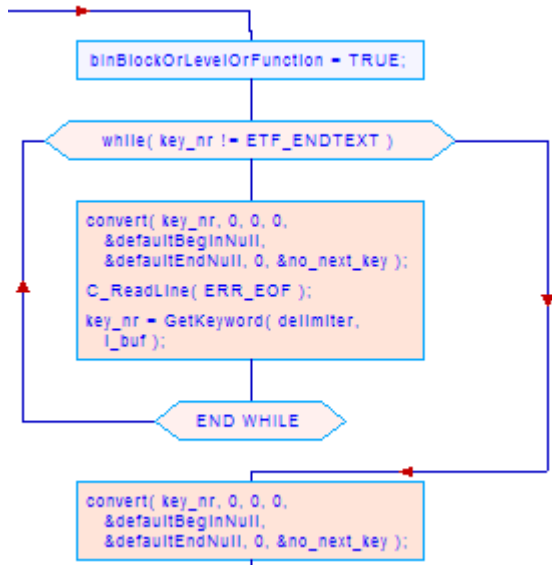 bInBlockOrLevelOrFunction = TRUE;
while( key_nr != ETF_ENDTEXT )
convert( key_nr, 0, 0, 0,
&defaultBeginNull,
&defaultEndNull, 0, &no_next_key );
C_ReadLine( ERR_EOF );
key_nr = GetKeyword( delimiter,
l_buf );
END WHILE
convert( key_nr, 0, 0, 0,
&defaultBeginNull,
&defaultEndNull, 0, &no_next_key );